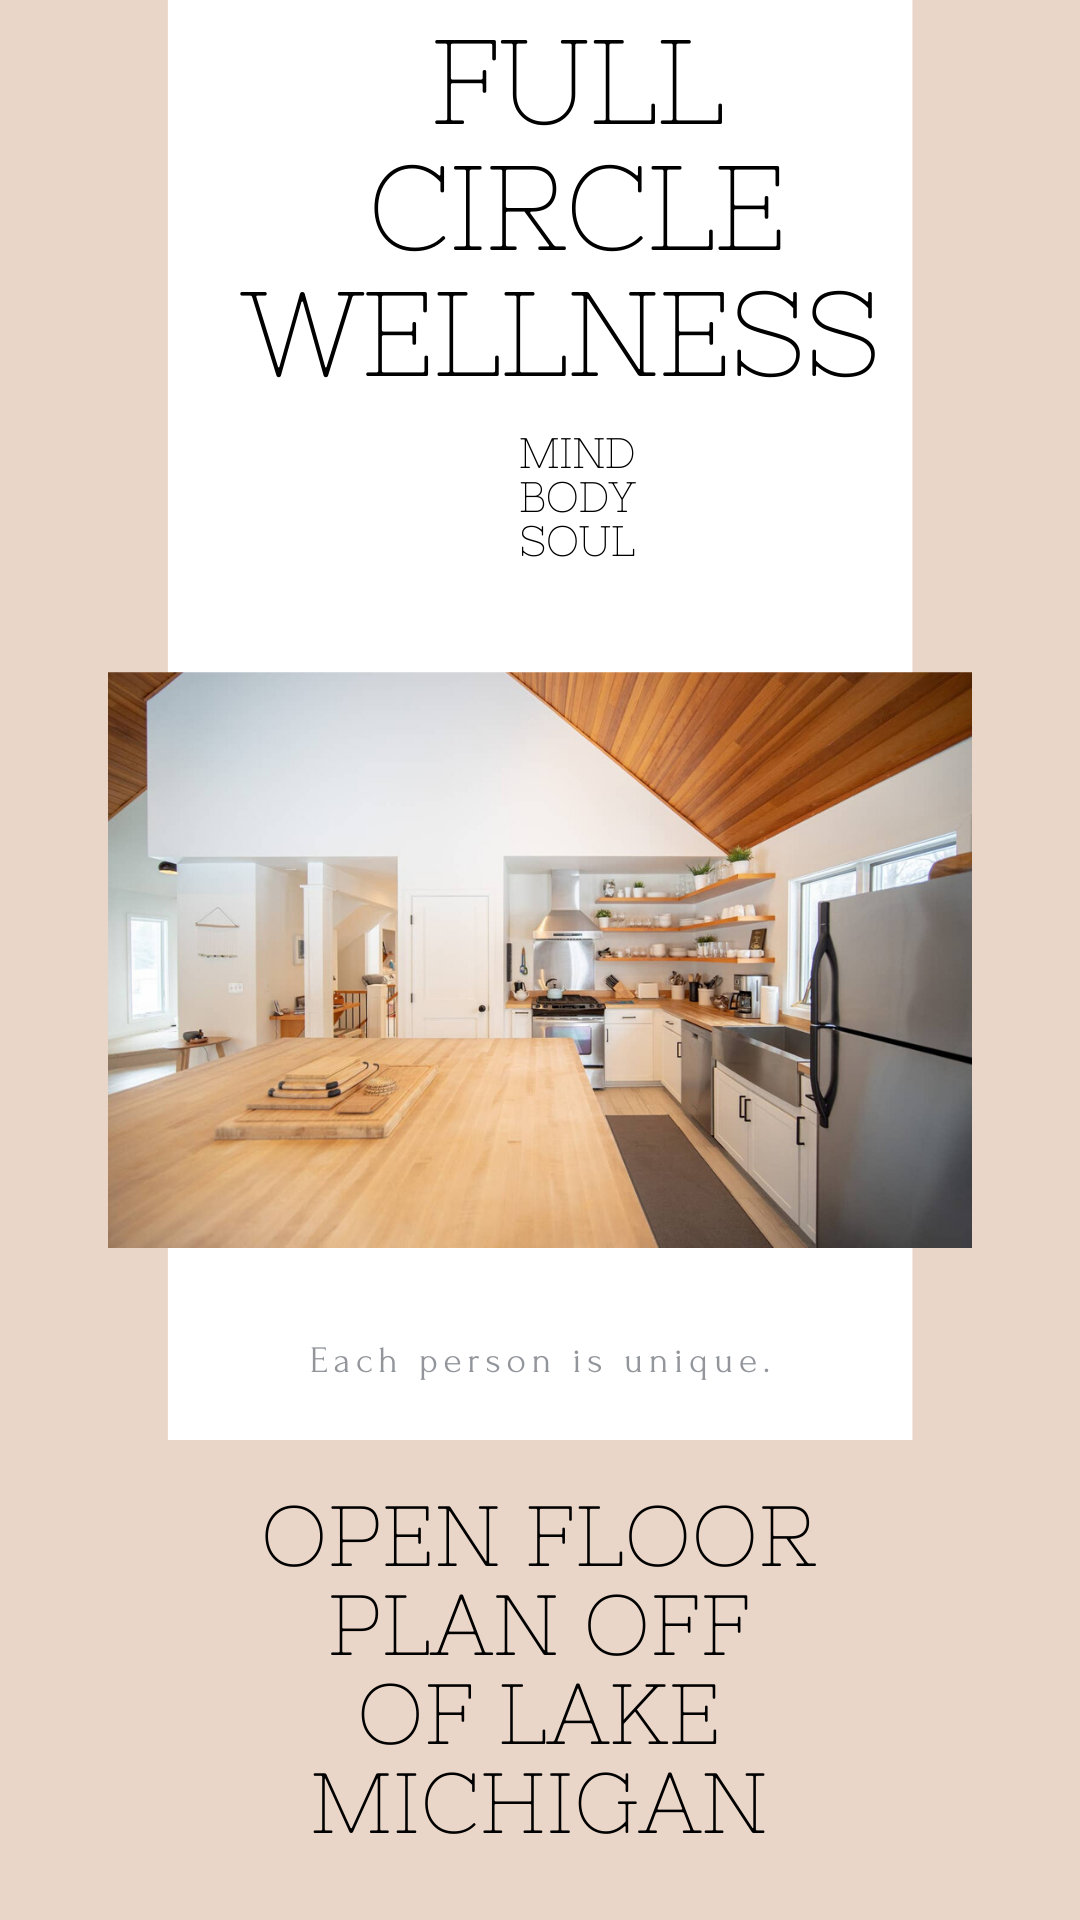 FULL
CIRCLE
WELLNESS
MIND
BODY
SOUL
Each person is unique.
OPEN FLOOR
PLAN OFF
OF LAKE
MICHIGAN